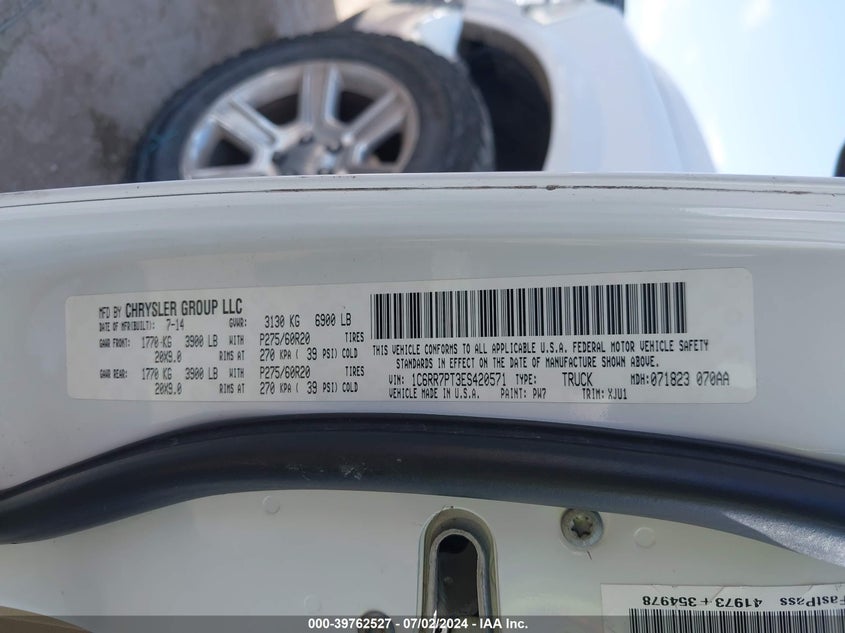 MFD BY CHRYSLER GROUP LLC
DATE OF MFR(BUILT): 7-14 GVWR: 3130 KG 6900 LB
GAWR FRONT: 1770 KG 3900 LB WITH P275/60R20 TIRES
20X9.0 RIMS AT 270 KPA ( 39 PSI) COLD
GAWR REAR: 1770 KG 3900 LB WITH P275/60R20 TIRES
20X9.0 RIMS AT 270 KPA ( 39 PSI) COLD
THIS VEHICLE CONFORMS TO ALL APPLICABLE U.S.A. FEDERAL MOTOR VEHICLE SAFETY
STANDARDS IN EFFECT ON THE DATE OF MANUFACTURE SHOWN ABOVE.
VIN: 1C6RR7PT3ES420571 TYPE: TRUCK MDH: 071823 070AA
VEHICLE MADE IN U.S.A. PAINT: PW7 TRIM: XJU1
FastPass 41973+354978
000-39762527 - 07/02/2024 - IAA Inc.